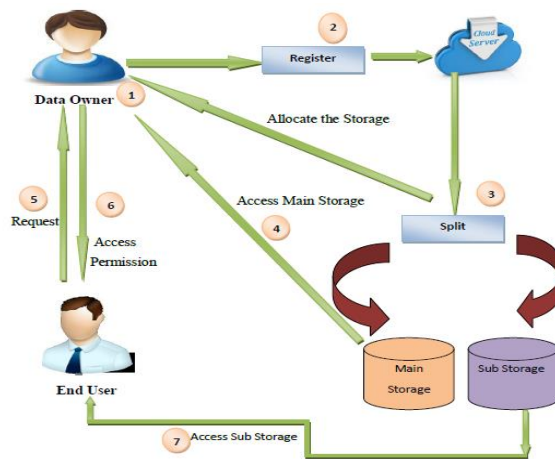 2
Cloud
Server
Register
Data Owner
1
Allocate the Storage
3
5
Request
6
Access
Permission
Access Main Storage
4
Split
Main
Storage
Sub Storage
End User
7
Access Sub Storage